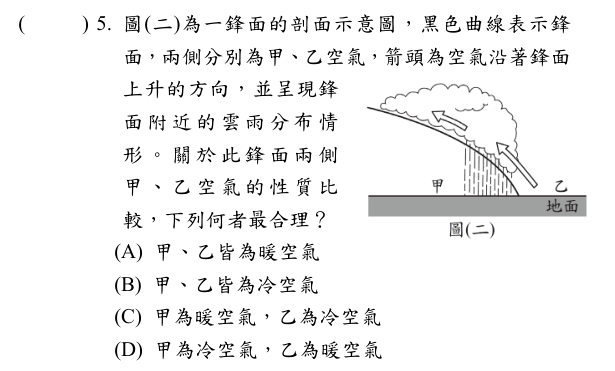 (　　) 5. 圖(二)為一鋒面的剖面示意圖，黑色曲線表示鋒
面，兩側分別為甲、乙空氣，箭頭為空氣沿著鋒面
上升的方向，並呈現鋒
面附近的雲雨分布情
形。關於此鋒面兩側
甲、乙空氣的性質比
較，下列何者最合理？
甲
乙
地面
圖(二)
(A) 甲、乙皆為暖空氣
(B) 甲、乙皆為冷空氣
(C) 甲為暖空氣，乙為冷空氣
(D) 甲為冷空氣，乙為暖空氣